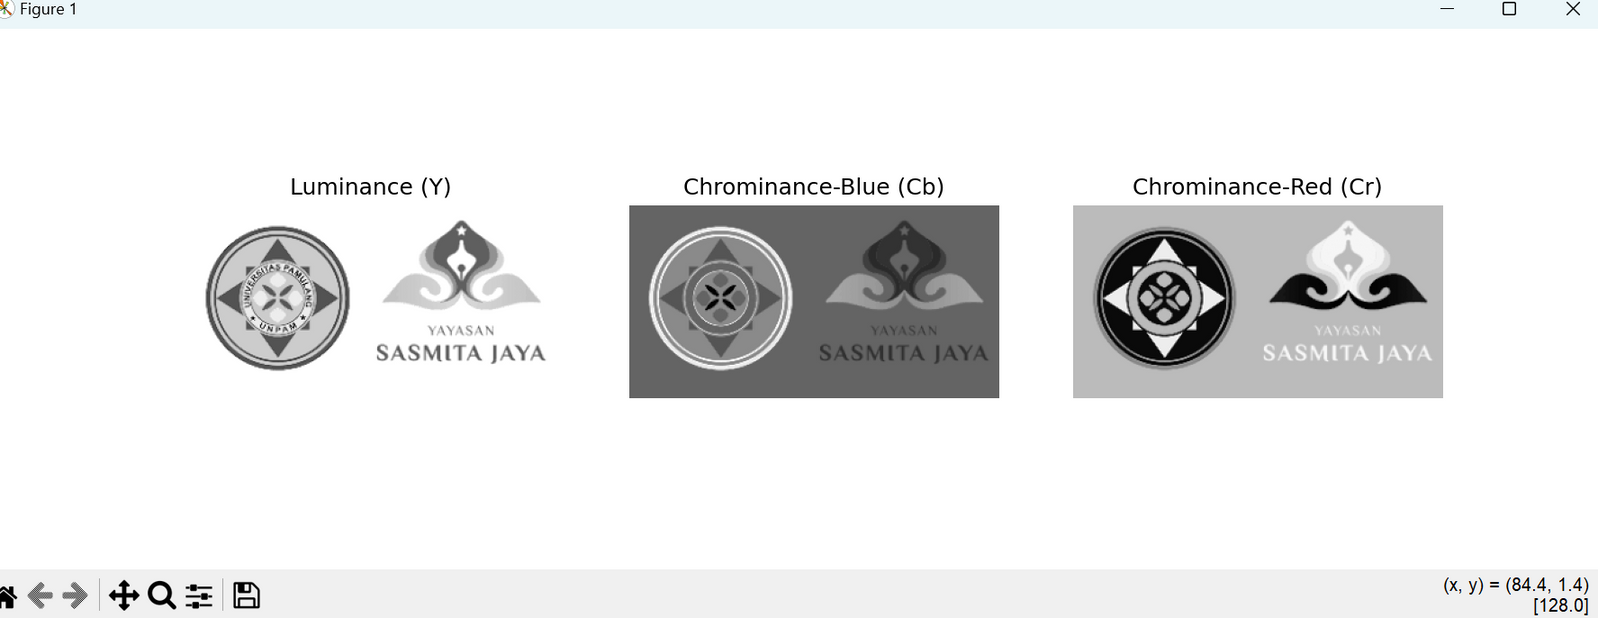 Figure 1
Luminance (Y)
Chrominance-Blue (Cb)
Chrominance-Red (Cr)
UNIVERSITAS PAMULANG
★ UNPAM ★
YAYASAN
SASMITA JAYA
YAYASAN
SASMITA JAYA
YAYASAN
SASMITA JAYA
(x, y) = (84.4, 1.4)
[128.0]